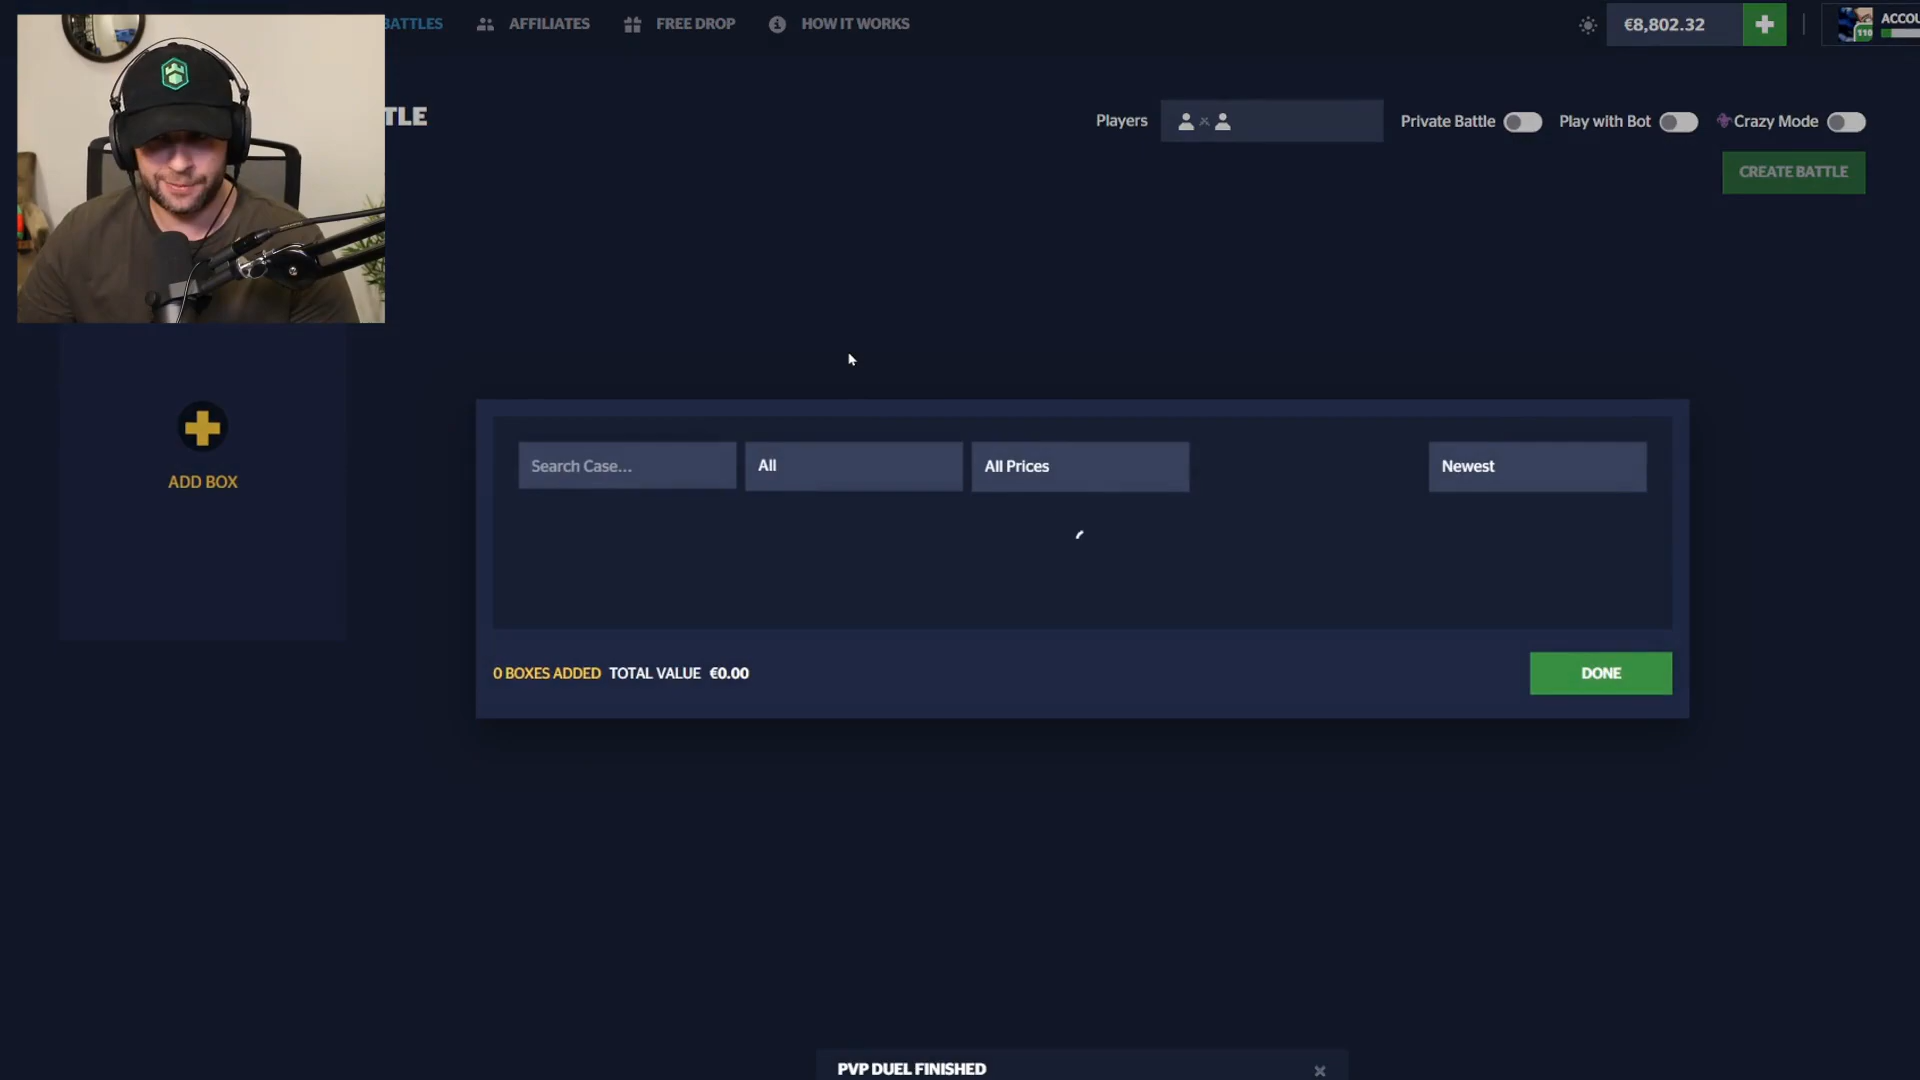 BATTLES AFFILIATES FREE DROP HOW IT WORKS €8,802.32 110 ACCOU
TLE
Players Private Battle Play with Bot Crazy Mode
CREATE BATTLE
ADD BOX
Search Case... All All Prices Newest
0 BOXES ADDED TOTAL VALUE €0.00 DONE
PVP DUEL FINISHED